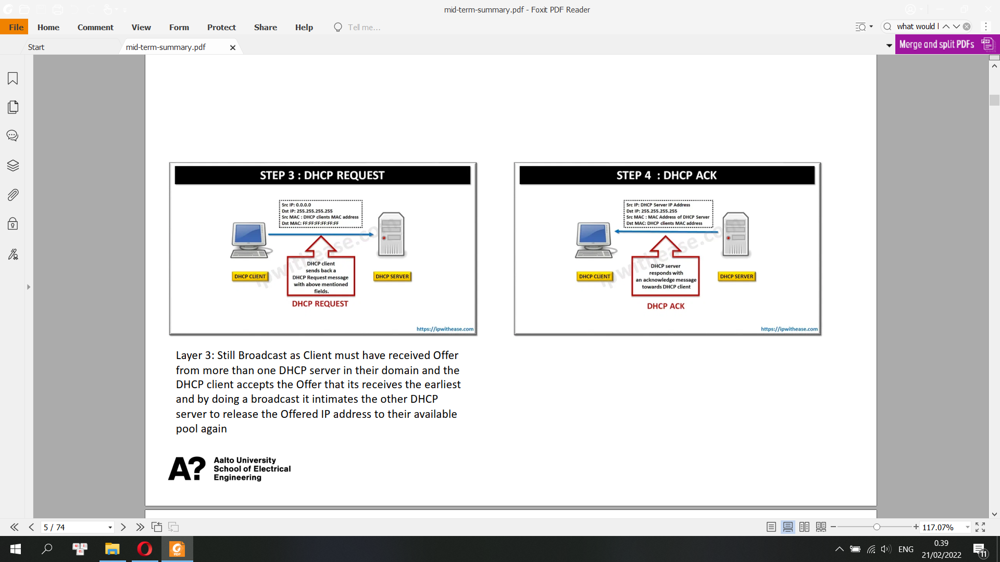 mid-term-summary.pdf - Foxit PDF Reader
File Home Comment View Form Protect Share Help Tell me...
what would l
Start
mid-term-summary.pdf
Merge and split PDFs
PDF
STEP 3 : DHCP REQUEST
Src IP: 0.0.0.0
Dst IP: 255.255.255.255
Src MAC : DHCP clients MAC address
Dst MAC: FF:FF:FF:FF:FF:FF
ipwithease.com
DHCP CLIENT
DHCP client
sends back a
DHCP Request message
with above mentioned
fields.
DHCP SERVER
DHCP REQUEST
https://ipwithease.com
STEP 4 : DHCP ACK
Src IP: DHCP Server IP Address
Dst IP: 255.255.255.255
Src MAC : MAC Address of DHCP Server
Dst MAC: DHCP clients MAC address
ipwithease.com
DHCP CLIENT
DHCP server
responds with
an acknowledge message
towards DHCP client
DHCP SERVER
DHCP ACK
https://ipwithease.com
Layer 3: Still Broadcast as Client must have received Offer
from more than one DHCP server in their domain and the
DHCP client accepts the Offer that its receives the earliest
and by doing a broadcast it intimates the other DHCP
server to release the Offered IP address to their available
pool again
A?
Aalto University
School of Electrical
Engineering
5 / 74
117.07%
PDF
ENG
0.39
21/02/2022
11